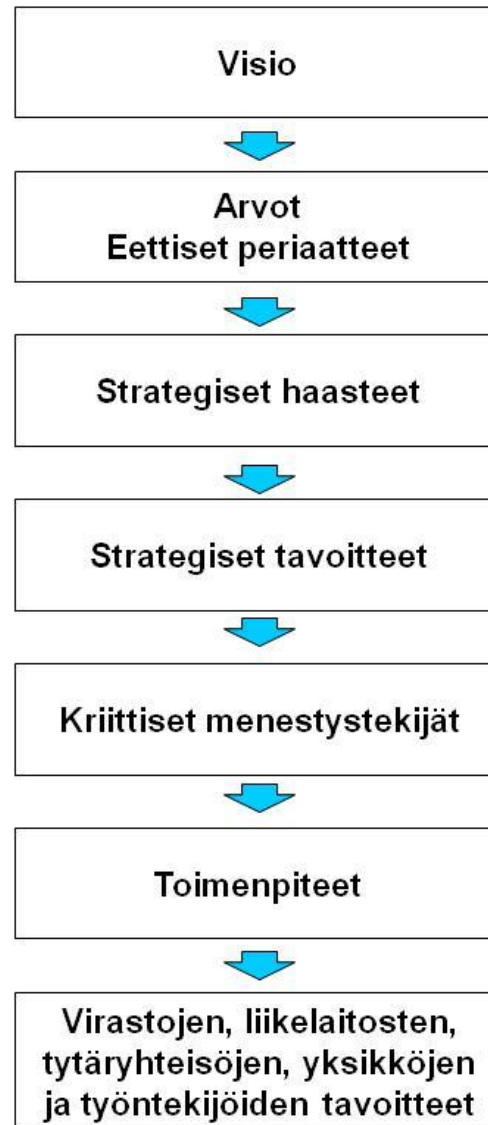 Visio
Arvot
Eettiset periaatteet
Strategiset haasteet
Strategiset tavoitteet
Kriittiset menestystekijät
Toimenpiteet
Virastojen, liikelaitosten,
tytäryhteisöjen, yksikköjen
ja työntekijöiden tavoitteet